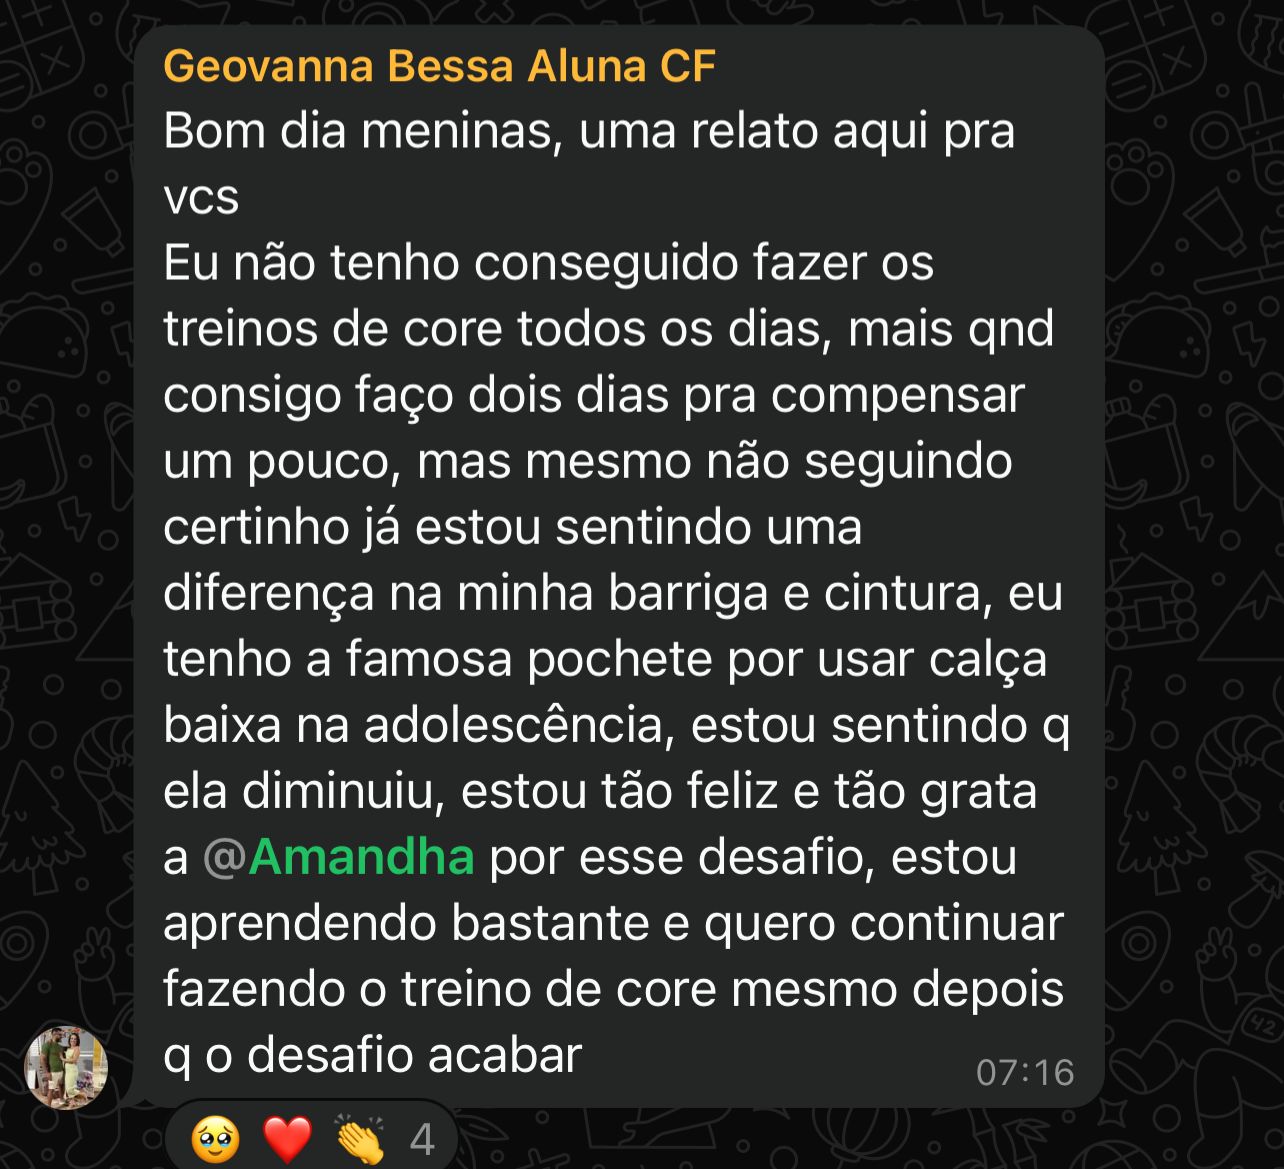 Geovanna Bessa Aluna CF
Bom dia meninas, uma relato aqui pra
vcs
Eu não tenho conseguido fazer os
treinos de core todos os dias, mais qnd
consigo faço dois dias pra compensar
um pouco, mas mesmo não seguindo
certinho já estou sentindo uma
diferença na minha barriga e cintura, eu
tenho a famosa pochete por usar calça
baixa na adolescência, estou sentindo q
ela diminuiu, estou tão feliz e tão grata
a @Amandha por esse desafio, estou
aprendendo bastante e quero continuar
fazendo o treino de core mesmo depois
q o desafio acabar
07:16
🥹 ❤️ 👏 4
42